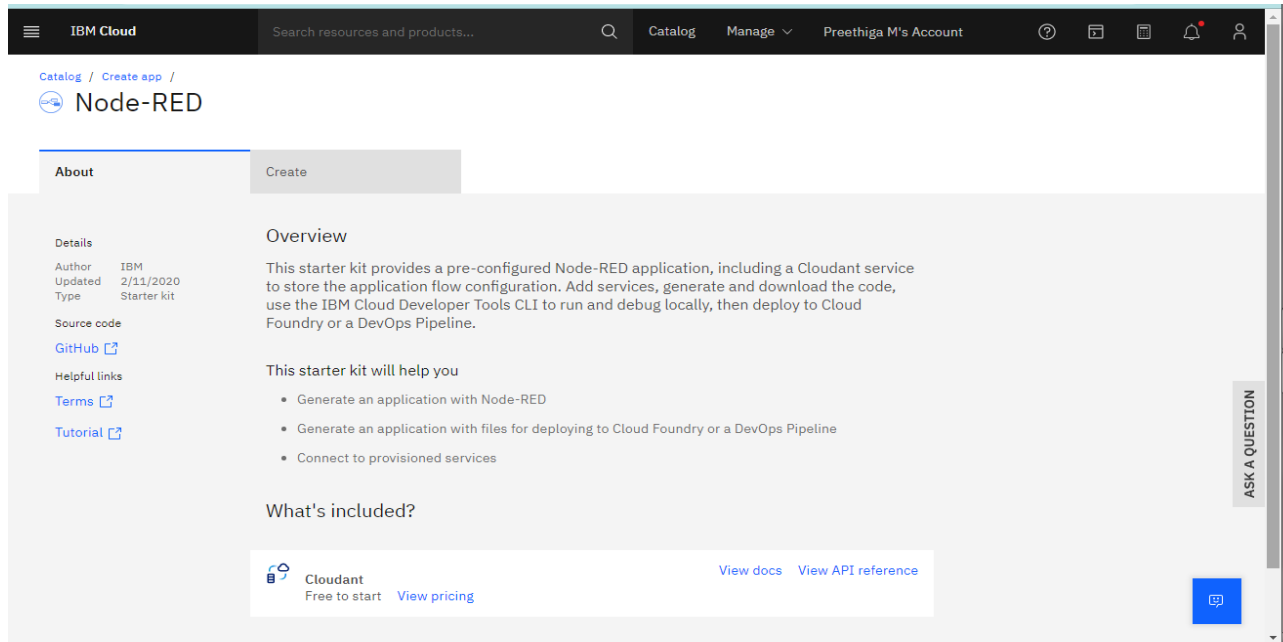 IBM Cloud
Search resources and products...
Catalog
Manage
Preethiga M's Account
Catalog / Create app /
Node-RED
About
Create
Details
Author IBM
Updated 2/11/2020
Type Starter kit
Source code
GitHub
Helpful links
Terms
Tutorial
Overview
This starter kit provides a pre-configured Node-RED application, including a Cloudant service
to store the application flow configuration. Add services, generate and download the code,
use the IBM Cloud Developer Tools CLI to run and debug locally, then deploy to Cloud
Foundry or a DevOps Pipeline.
This starter kit will help you
• Generate an application with Node-RED
• Generate an application with files for deploying to Cloud Foundry or a DevOps Pipeline
• Connect to provisioned services
What's included?
Cloudant
Free to start View pricing
View docs View API reference
ASK A QUESTION